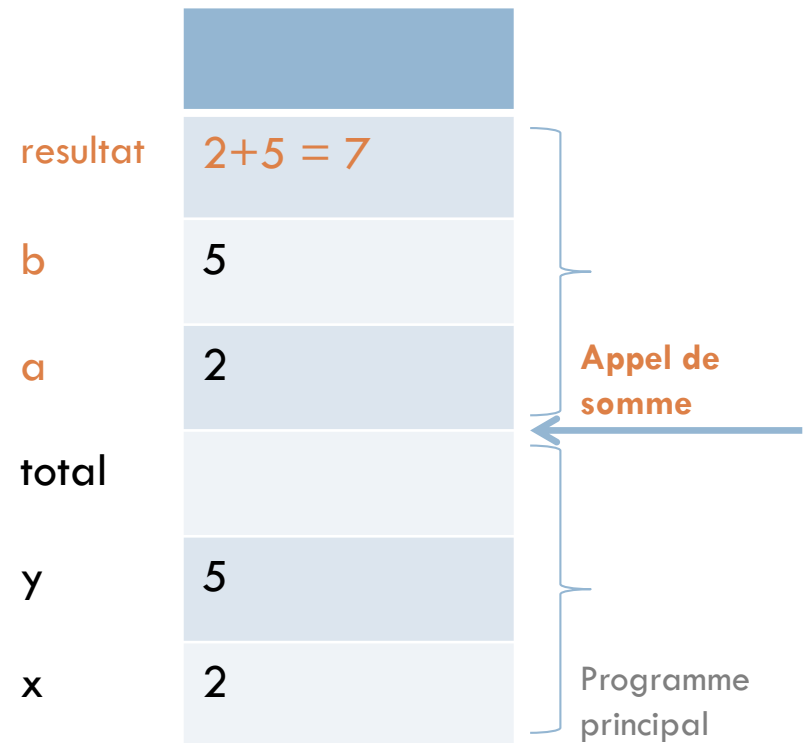 resultat 2+5 = 7
b 5
a 2
Appel de
somme
total
y 5
x 2
Programme
principal